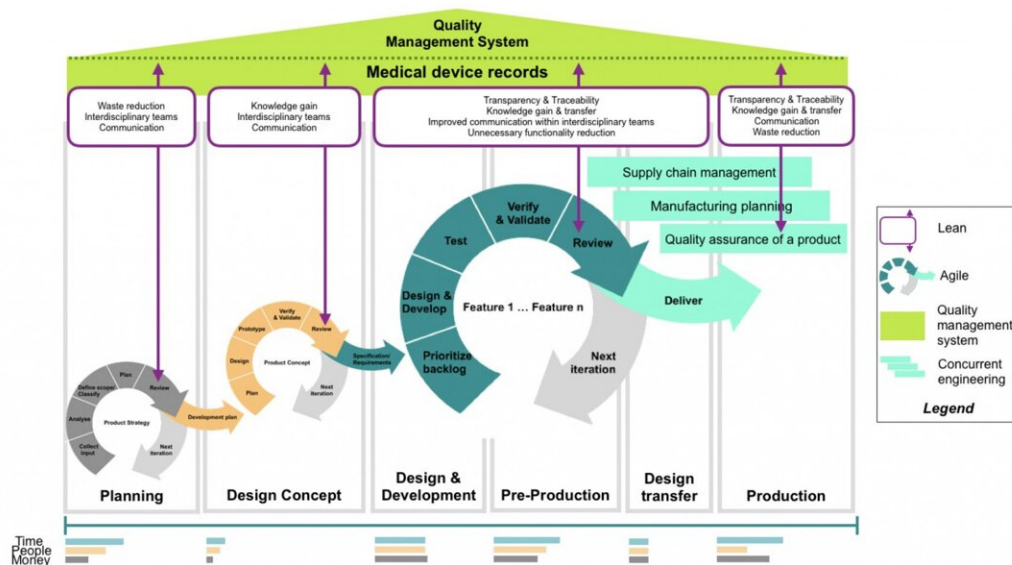 Quality
Management System
Medical device records
Waste reduction
Interdisciplinary teams
Communication
Knowledge gain
Interdisciplinary teams
Communication
Transparency & Traceability
Knowledge gain & transfer
Improved communication within interdisciplinary teams
Unnecessary functionality reduction
Transparency & Traceability
Knowledge gain & transfer
Communication
Waste reduction
Supply chain management
Manufacturing planning
Quality assurance of a product
Collect
input
Analyse
Define scope/
Classify
Plan
Review
Product Strategy
Next
iteration
Development plan
Plan
Design
Prototype
Verify
& Validate
Review
Product Concept
Next
iteration
Specification/
Requirements
Prioritize
backlog
Design &
Develop
Test
Verify
& Validate
Review
Feature 1 … Feature n
Next
iteration
Deliver
Planning
Design Concept
Design &
Development
Pre-Production
Design
transfer
Production
Time
People
Money
Lean
Agile
Quality
management
system
Concurrent
engineering
Legend